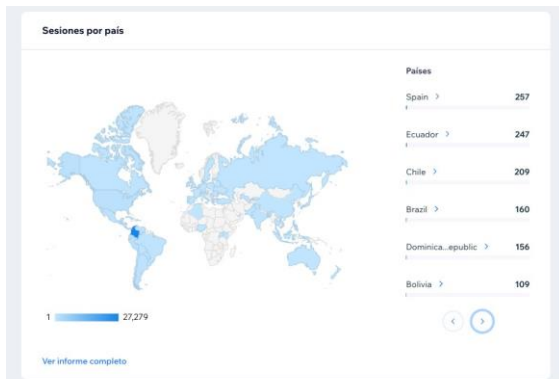 Sesiones por país
Países
Spain > 257
Ecuador > 247
Chile > 209
Brazil > 160
Dominica...epublic > 156
Bolivia > 109
1 27,279
< >
Ver informe completo